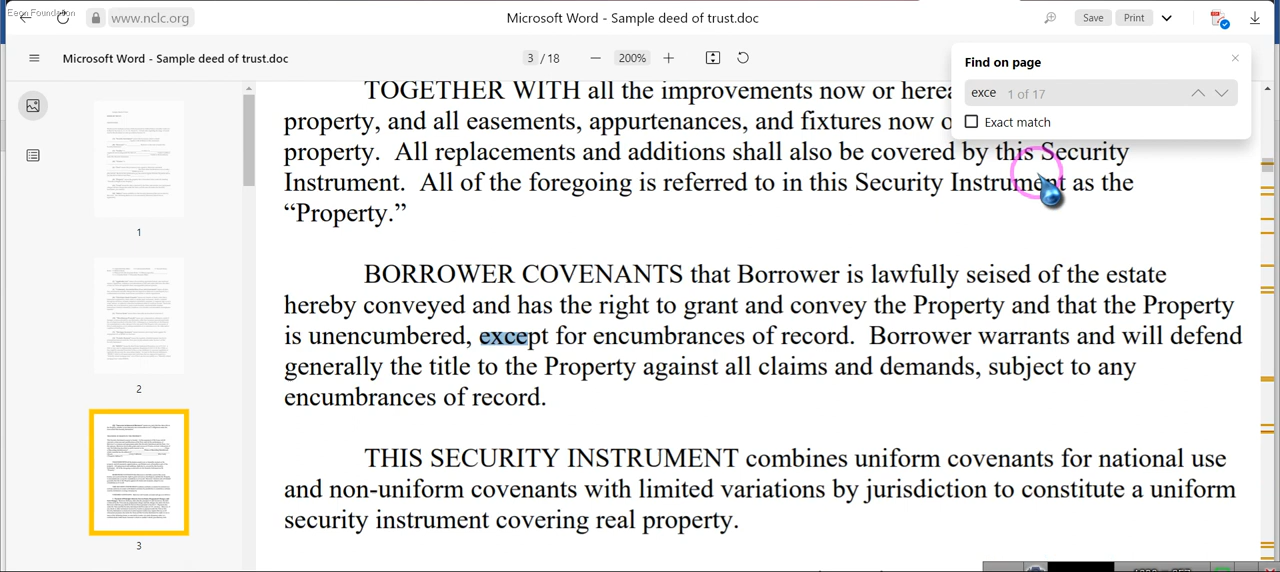 Eeon Foundation
www.nclc.org
Microsoft Word - Sample deed of trust.doc
Save
Print
Microsoft Word - Sample deed of trust.doc
3 / 18
200%
Find on page
exce 1 of 17
Exact match
TOGETHER WITH all the improvements now or herea
property, and all easements, appurtenances, and fixtures now o
property. All replacements and additions shall also be covered by this Security
Instrument. All of the foregoing is referred to in this Security Instrument as the
“Property.”
BORROWER COVENANTS that Borrower is lawfully seised of the estate
hereby conveyed and has the right to grant and convey the Property and that the Property
is unencumbered, except for encumbrances of record. Borrower warrants and will defend
generally the title to the Property against all claims and demands, subject to any
encumbrances of record.
THIS SECURITY INSTRUMENT combines uniform covenants for national use
and non-uniform covenants with limited variations by jurisdiction to constitute a uniform
security instrument covering real property.
1
2
3